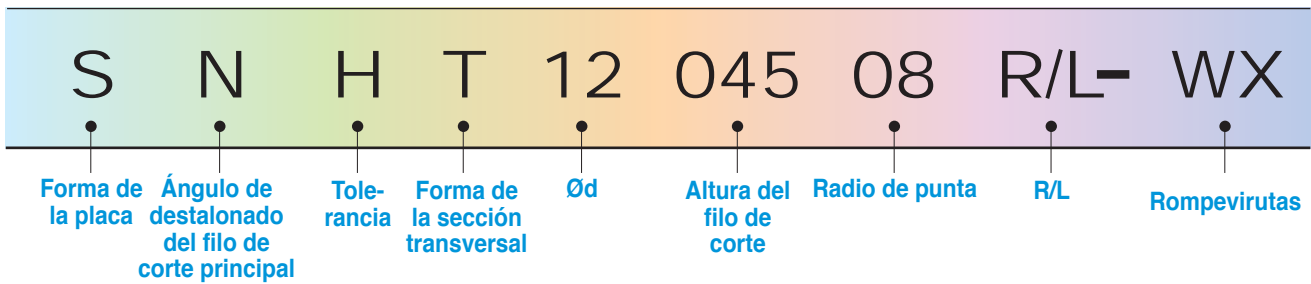 S N H T 12 045 08 R/L- WX
Forma de
la placa
Ángulo de
destalonado
del filo de
corte principal
Tole-
rancia
Forma de
la sección
transversal
Ød
Altura del
filo de
corte
Radio de punta
R/L
Rompevirutas